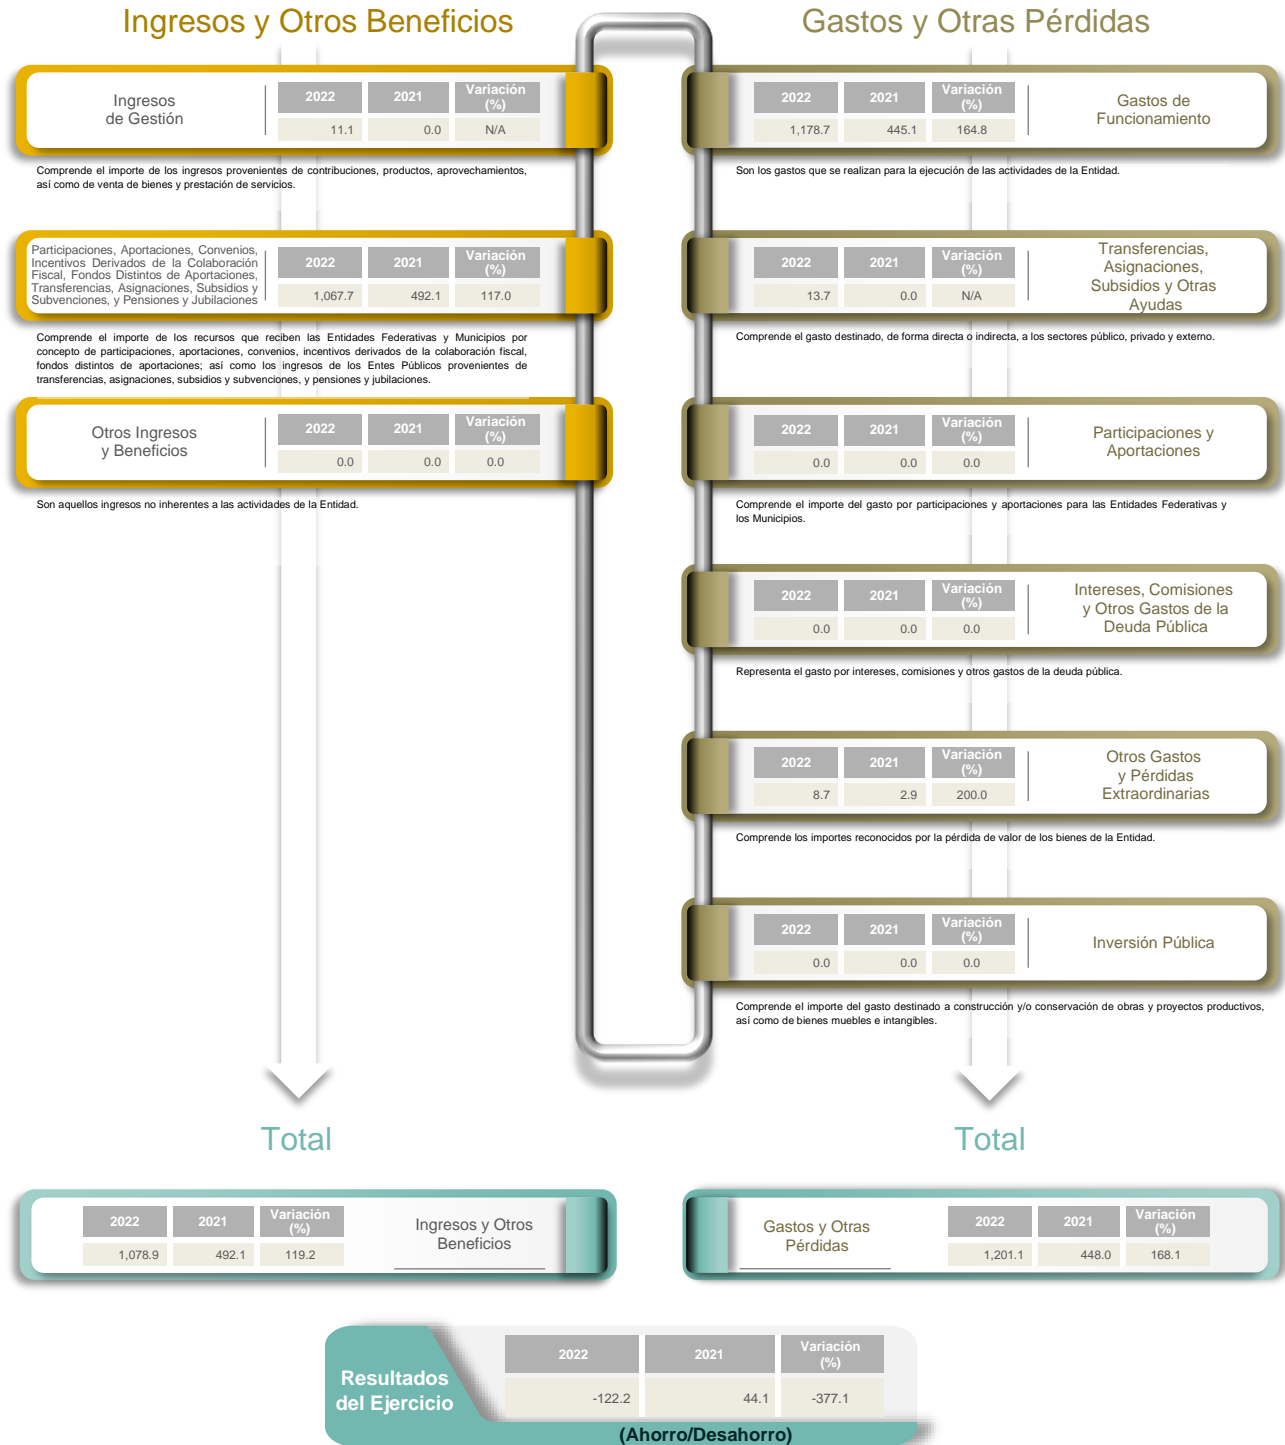 Ingresos y Otros Beneficios
Ingresos
de Gestión
2022 2021 Variación
(%)
11.1 0.0 N/A
Comprende el importe de los ingresos provenientes de contribuciones, productos, aprovechamientos,
así como de venta de bienes y prestación de servicios.
Participaciones, Aportaciones, Convenios,
Incentivos Derivados de la Colaboración
Fiscal, Fondos Distintos de Aportaciones,
Transferencias, Asignaciones, Subsidios y
Subvenciones, y Pensiones y Jubilaciones
2022 2021 Variación
(%)
1,067.7 492.1 117.0
Comprende el importe de los recursos que reciben las Entidades Federativas y Municipios por
concepto de participaciones, aportaciones, convenios, incentivos derivados de la colaboración fiscal,
fondos distintos de aportaciones; así como los ingresos de los Entes Públicos provenientes de
transferencias, asignaciones, subsidios y subvenciones, y pensiones y jubilaciones.
Otros Ingresos
y Beneficios
2022 2021 Variación
(%)
0.0 0.0 0.0
Son aquellos ingresos no inherentes a las actividades de la Entidad.
Gastos y Otras Pérdidas
2022 2021 Variación
(%)
1,178.7 445.1 164.8
Gastos de
Funcionamiento
Son los gastos que se realizan para la ejecución de las actividades de la Entidad.
2022 2021 Variación
(%)
13.7 0.0 N/A
Transferencias,
Asignaciones,
Subsidios y Otras
Ayudas
Comprende el gasto destinado, de forma directa o indirecta, a los sectores público, privado y externo.
2022 2021 Variación
(%)
0.0 0.0 0.0
Participaciones y
Aportaciones
Comprende el importe del gasto por participaciones y aportaciones para las Entidades Federativas y
los Municipios.
2022 2021 Variación
(%)
0.0 0.0 0.0
Intereses, Comisiones
y Otros Gastos de la
Deuda Pública
Representa el gasto por intereses, comisiones y otros gastos de la deuda pública.
2022 2021 Variación
(%)
8.7 2.9 200.0
Otros Gastos
y Pérdidas
Extraordinarias
Comprende los importes reconocidos por la pérdida de valor de los bienes de la Entidad.
2022 2021 Variación
(%)
0.0 0.0 0.0
Inversión Pública
Comprende el importe del gasto destinado a construcción y/o conservación de obras y proyectos productivos,
así como de bienes muebles e intangibles.
Total
2022 2021 Variación
(%)
1,078.9 492.1 119.2
Ingresos y Otros
Beneficios
Total
Gastos y Otras
Pérdidas
2022 2021 Variación
(%)
1,201.1 448.0 168.1
Resultados
del Ejercicio
2022 2021 Variación
(%)
-122.2 44.1 -377.1
(Ahorro/Desahorro)